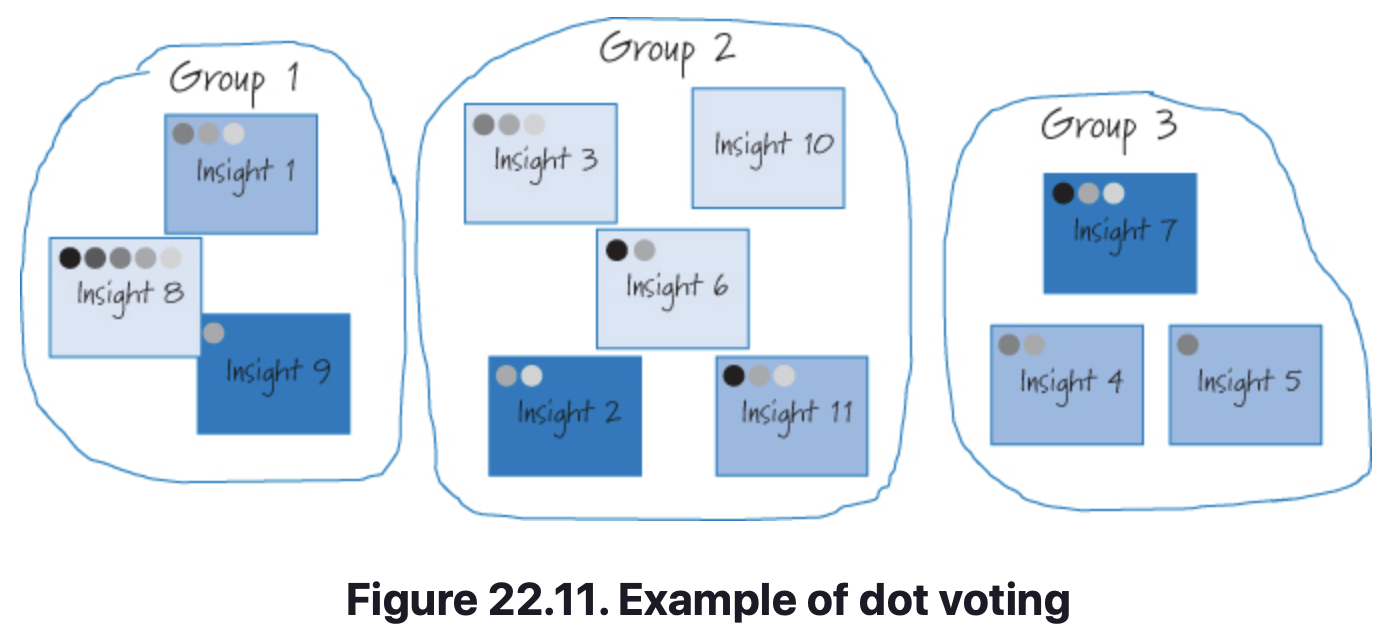 Group 1
Insight 1
Insight 8
Insight 9
Group 2
Insight 3
Insight 10
Insight 6
Insight 2
Insight 11
Group 3
Insight 7
Insight 4
Insight 5
Figure 22.11. Example of dot voting